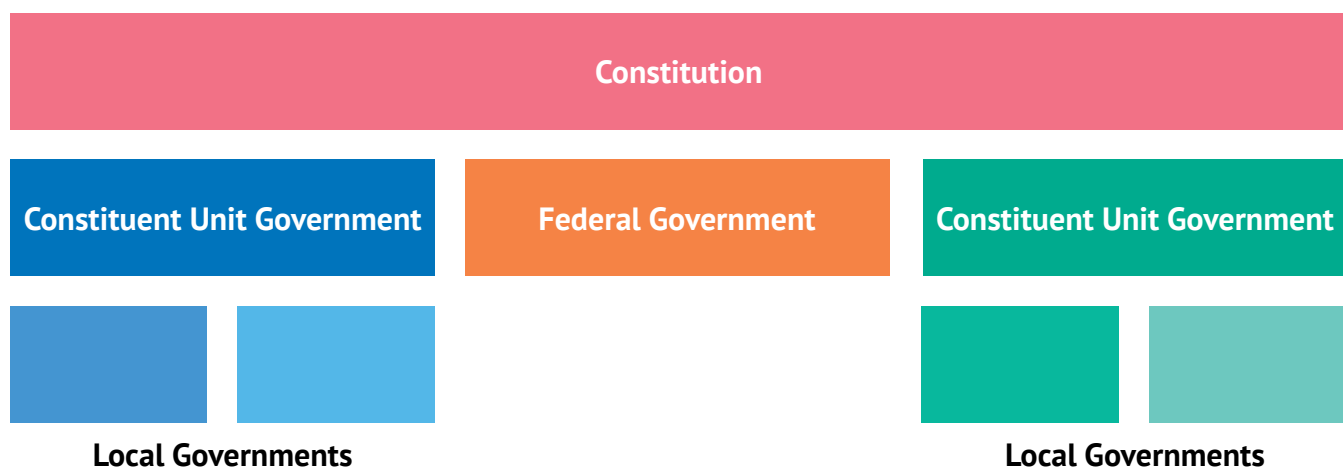 Constitution
Constituent Unit Government
Federal Government
Constituent Unit Government
Local Governments
Local Governments